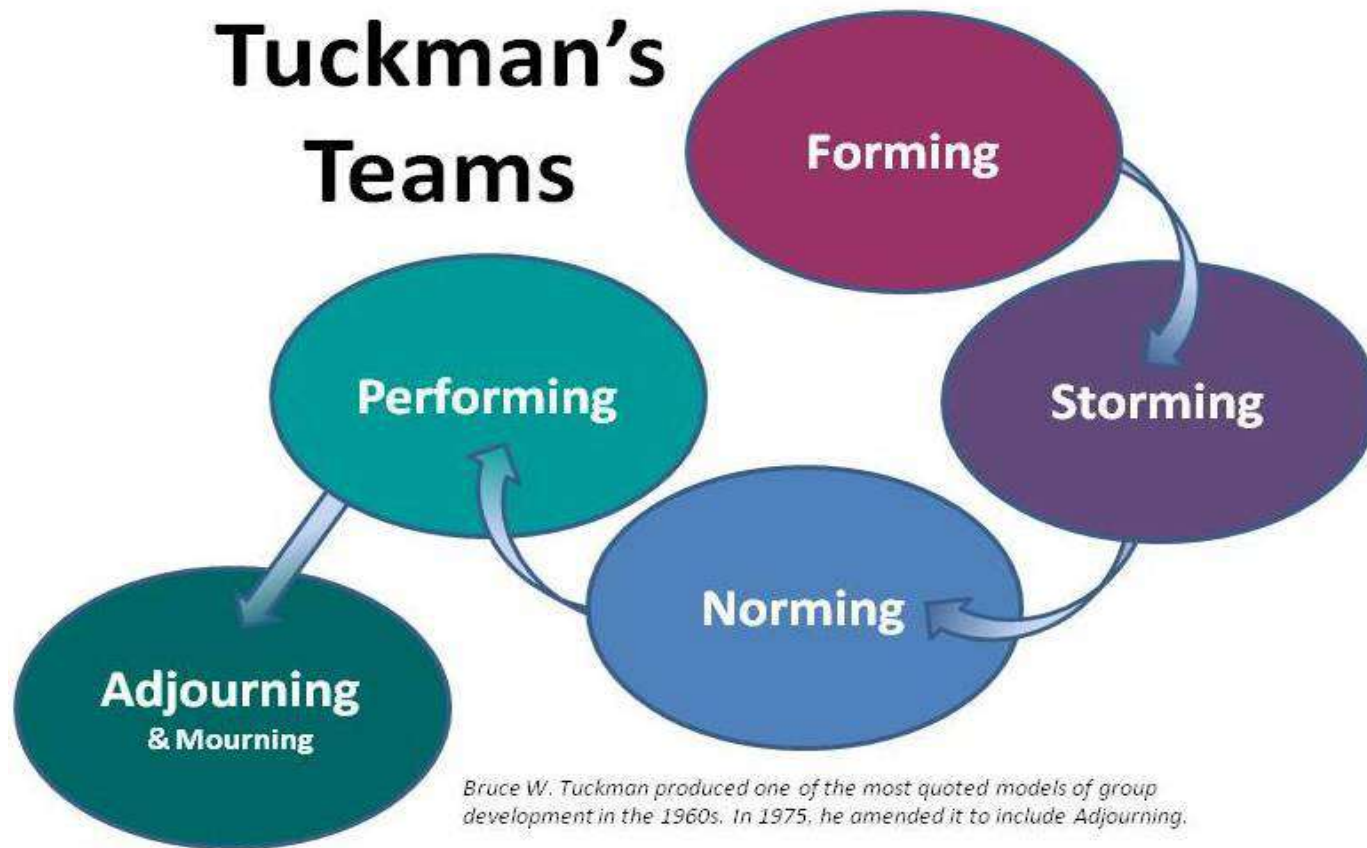 Tuckman's
Teams
Forming
Storming
Norming
Performing
Adjourning
& Mourning
Bruce W. Tuckman produced one of the most quoted models of group
development in the 1960s. In 1975, he amended it to include Adjourning.